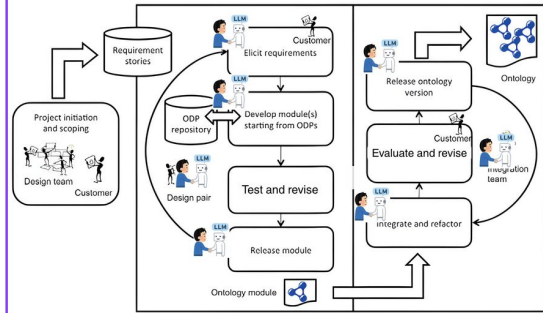 Project initiation
and scoping
Design team
Customer
Requirement
stories
LLM
Customer
Elicit requirements
LLM
ODP
repository
Develop module(s)
starting from ODPs
LLM
Design pair
Test and revise
LLM
Release module
Ontology module
LLM
Release ontology
version
Ontology
Customer
Evaluate and revise
LLM
Integration
team
LLM
Integrate and refactor